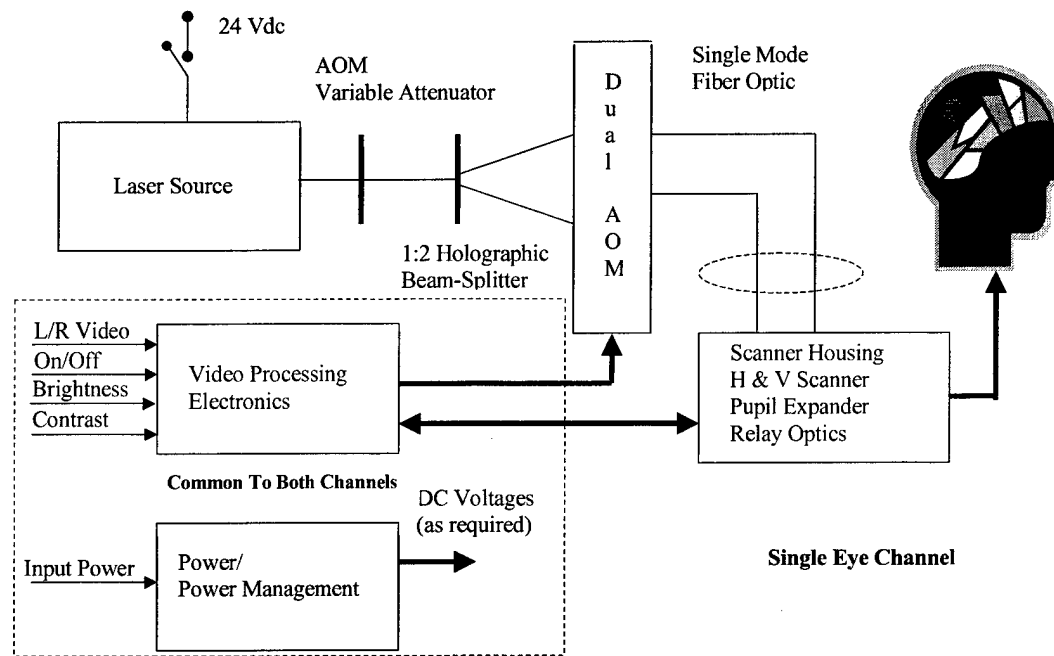 24 Vdc
AOM
Variable Attenuator
Laser Source
1:2 Holographic
Beam-Splitter
Dual AOM
Single Mode
Fiber Optic
L/R Video
On/Off
Brightness
Contrast
Video Processing
Electronics
Common To Both Channels
Scanner Housing
H & V Scanner
Pupil Expander
Relay Optics
DC Voltages
(as required)
Input Power
Power/
Power Management
Single Eye Channel